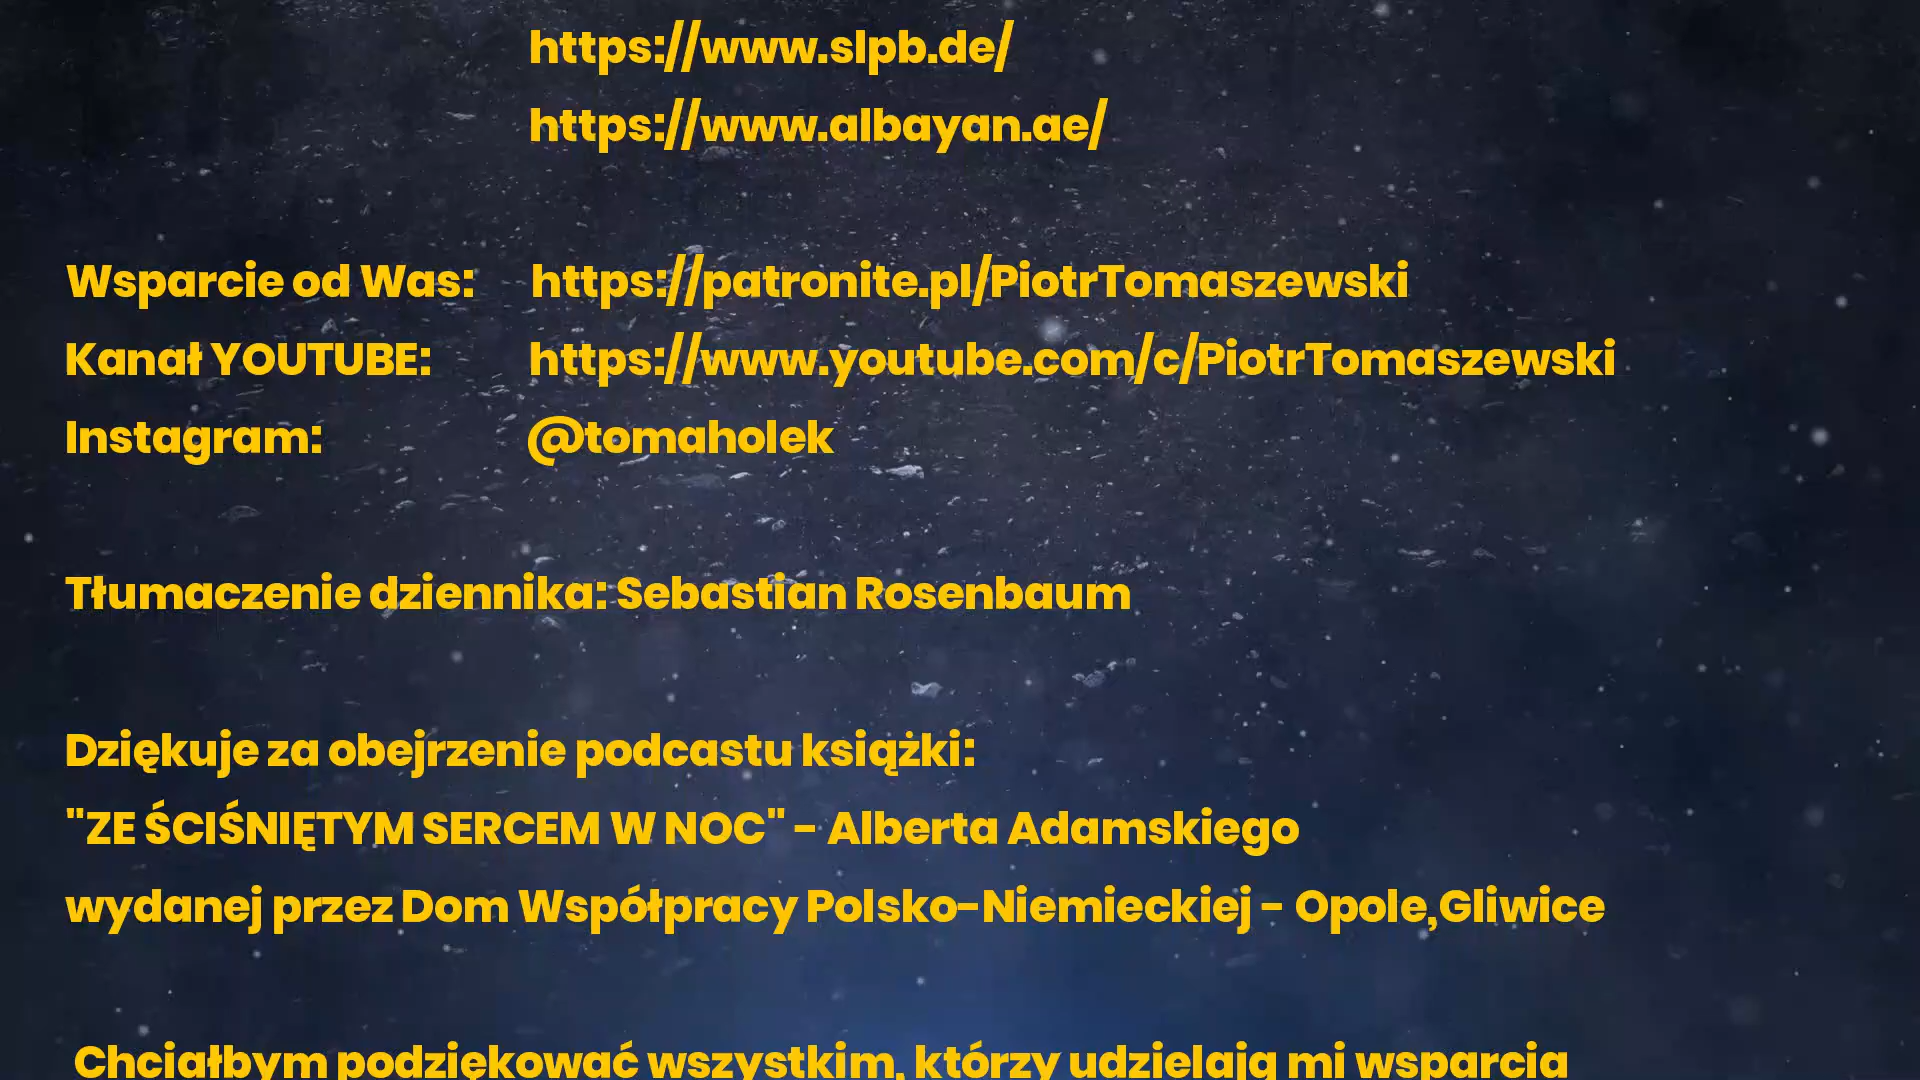 https://www.slpb.de/
https://www.albayan.ae/
Wsparcie od Was: https://patronite.pl/PiotrTomaszewski
Kanał YOUTUBE: https://www.youtube.com/c/PiotrTomaszewski
Instagram: @tomaholek
Tłumaczenie dziennika: Sebastian Rosenbaum
Dziękuje za obejrzenie podcastu książki:
"ZE ŚCIŚNIĘTYM SERCEM W NOC" - Alberta Adamskiego
wydanej przez Dom Współpracy Polsko-Niemieckiej - Opole,Gliwice
Chciałbym podziękować wszystkim, którzy udzielają mi wsparcia